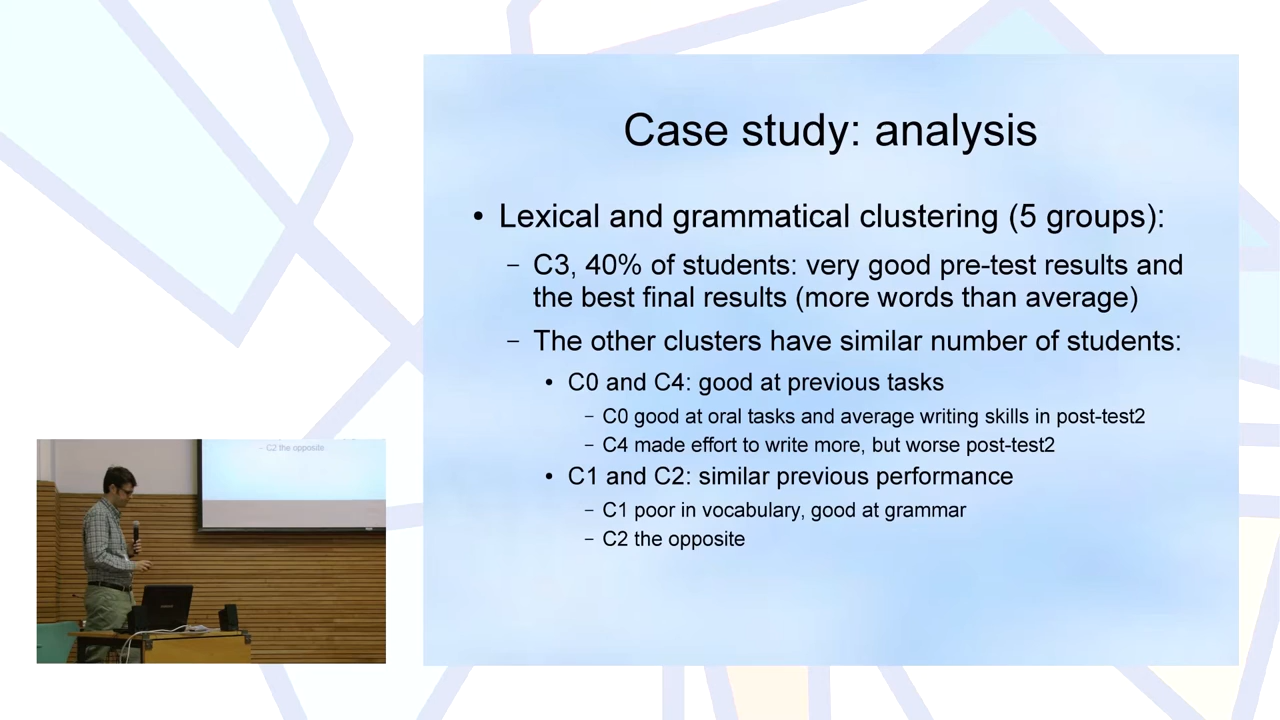 Case study: analysis
• Lexical and grammatical clustering (5 groups):
– C3, 40% of students: very good pre-test results and
the best final results (more words than average)
– The other clusters have similar number of students:
• C0 and C4: good at previous tasks
– C0 good at oral tasks and average writing skills in post-test2
– C4 made effort to write more, but worse post-test2
• C1 and C2: similar previous performance
– C1 poor in vocabulary, good at grammar
– C2 the opposite
– C2 the opposite